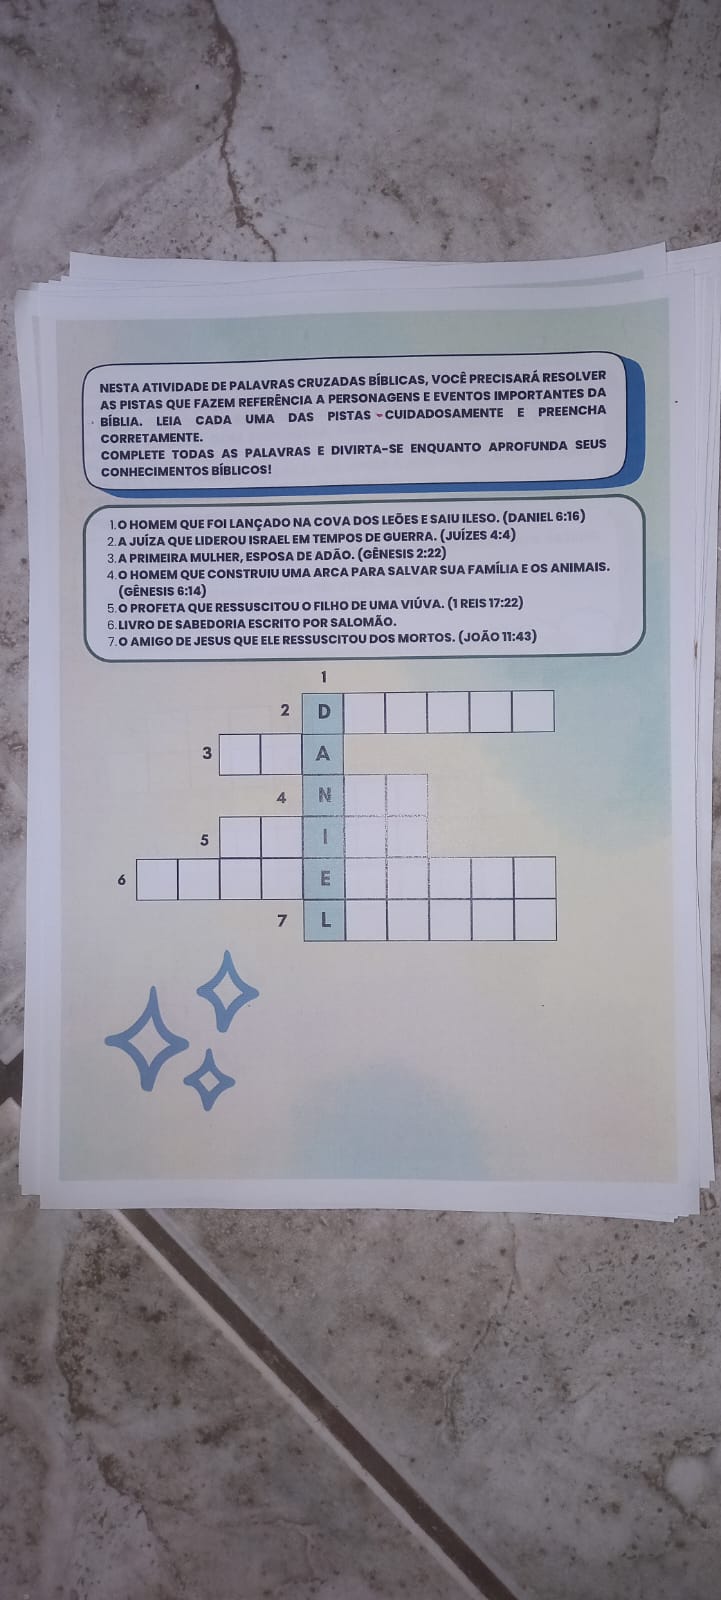 NESTA ATIVIDADE DE PALAVRAS CRUZADAS BÍBLICAS, VOCÊ PRECISARÁ RESOLVER
AS PISTAS QUE FAZEM REFERÊNCIA A PERSONAGENS E EVENTOS IMPORTANTES DA
BÍBLIA. LEIA CADA UMA DAS PISTAS CUIDADOSAMENTE E PREENCHA
CORRETAMENTE.
COMPLETE TODAS AS PALAVRAS E DIVIRTA-SE ENQUANTO APROFUNDA SEUS
CONHECIMENTOS BÍBLICOS!
1. O HOMEM QUE FOI LANÇADO NA COVA DOS LEÕES E SAIU ILESO. (DANIEL 6:16)
2. A JUÍZA QUE LIDEROU ISRAEL EM TEMPOS DE GUERRA. (JUÍZES 4:4)
3. A PRIMEIRA MULHER, ESPOSA DE ADÃO. (GÊNESIS 2:22)
4. O HOMEM QUE CONSTRUIU UMA ARCA PARA SALVAR SUA FAMÍLIA E OS ANIMAIS.
(GÊNESIS 6:14)
5. O PROFETA QUE RESSUSCITOU O FILHO DE UMA VIÚVA. (1 REIS 17:22)
6. LIVRO DE SABEDORIA ESCRITO POR SALOMÃO.
7. O AMIGO DE JESUS QUE ELE RESSUSCITOU DOS MORTOS. (JOÃO 11:43)
1
2 D
3 A
4 N
5 I
6 E
7 L